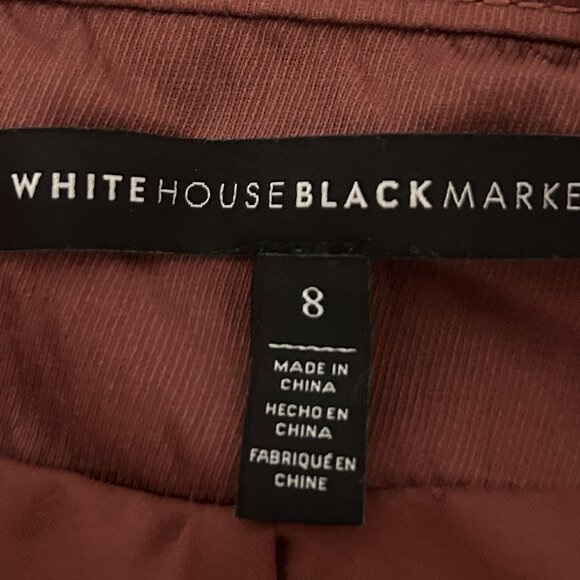 WHITEHOUSEBLACKMARKE
8
MADE IN
CHINA
HECHO EN
CHINA
FABRIQUÉ EN
CHINE